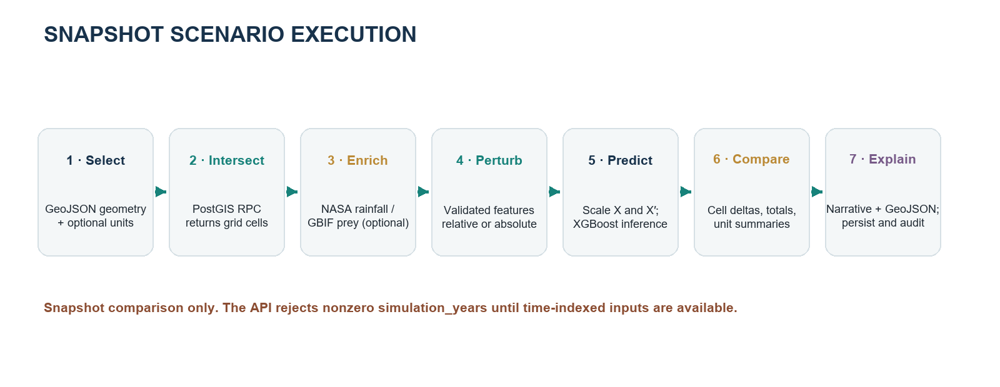 SNAPSHOT SCENARIO EXECUTION
1 · Select
GeoJSON geometry
+ optional units
2 · Intersect
PostGIS RPC
returns grid cells
3 · Enrich
NASA rainfall /
GBIF prey (optional)
4 · Perturb
Validated features
relative or absolute
5 · Predict
Scale X and X′;
XGBoost inference
6 · Compare
Cell deltas, totals,
unit summaries
7 · Explain
Narrative + GeoJSON;
persist and audit
Snapshot comparison only. The API rejects nonzero simulation_years until time-indexed inputs are available.